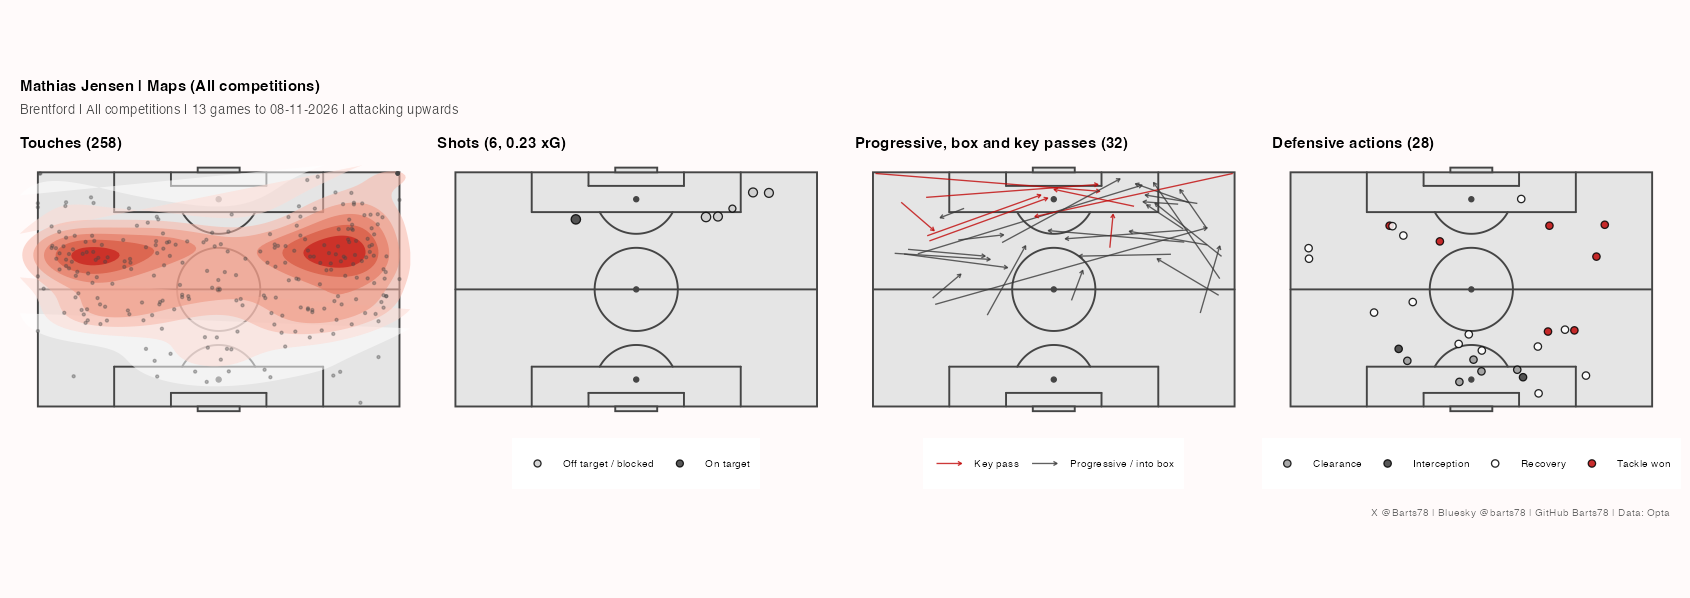 Mathias Jensen | Maps (All competitions)
Brentford | All competitions | 13 games to 08-11-2026 | attacking upwards
Touches (258)
Shots (6, 0.23 xG)
Progressive, box and key passes (32)
Defensive actions (28)
Off target / blocked
On target
Key pass
Progressive / into box
Clearance
Interception
Recovery
Tackle won
X @Barts78 | Bluesky @barts78 | GitHub Barts78 | Data: Opta